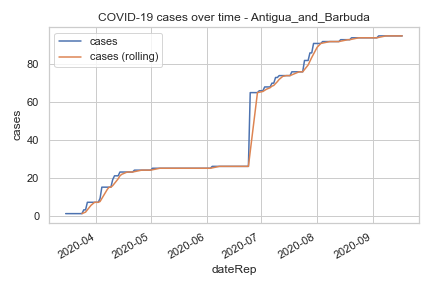 COVID-19 cases over time - Antigua_and_Barbuda
cases
cases (rolling)
80
60
40
20
0
cases
2020-04
2020-05
2020-06
2020-07
2020-08
2020-09
dateRep